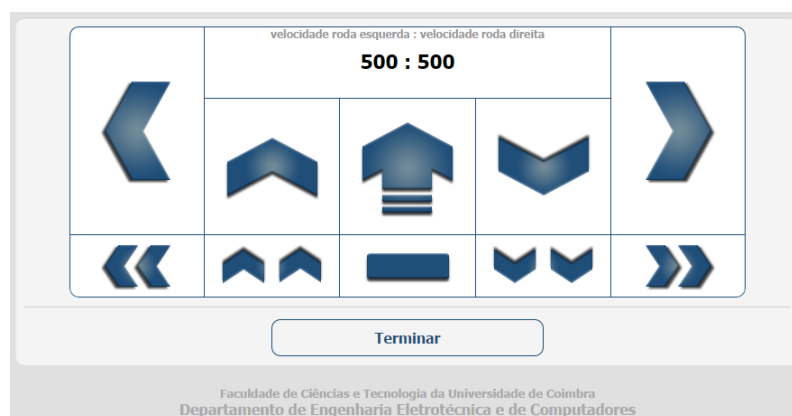 velocidade roda esquerda : velocidade roda direita
500 : 500
Terminar
Faculdade de Ciências e Tecnologia da Universidade de Coimbra
Departamento de Engenharia Eletrotécnica e de Computadores